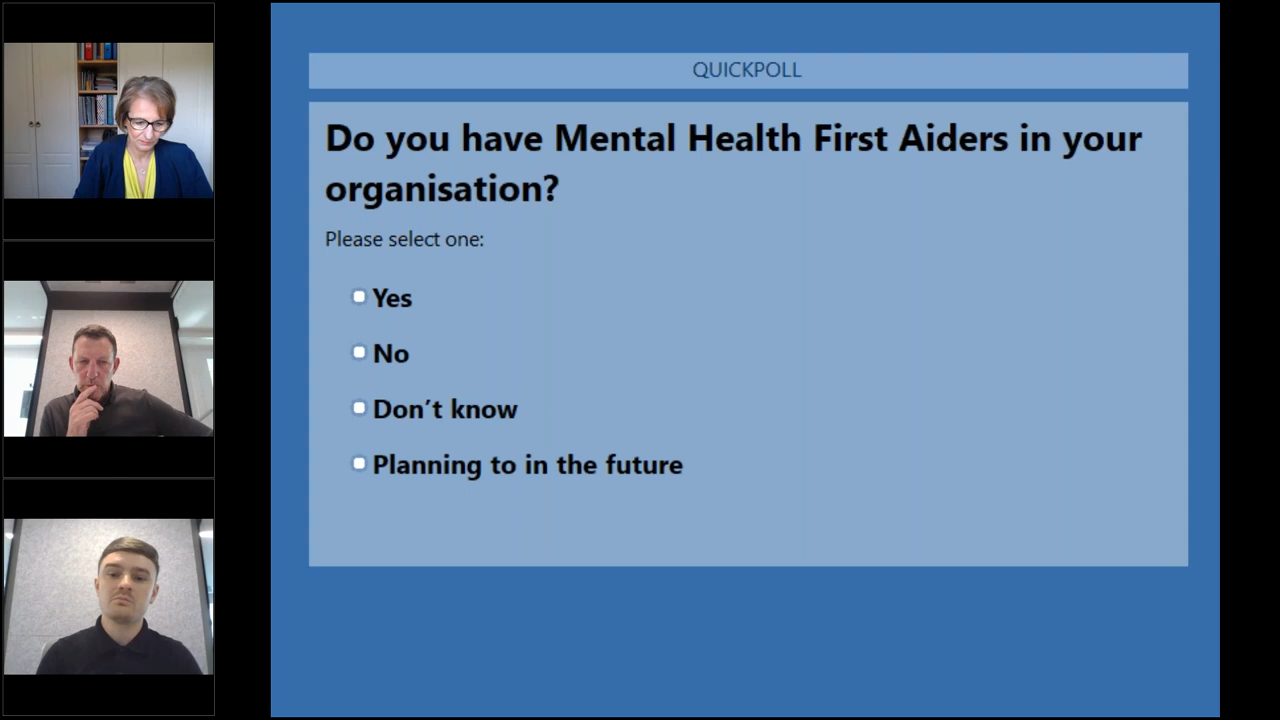 QUICKPOLL
Do you have Mental Health First Aiders in your
organisation?
Please select one:
Yes
No
Don’t know
Planning to in the future